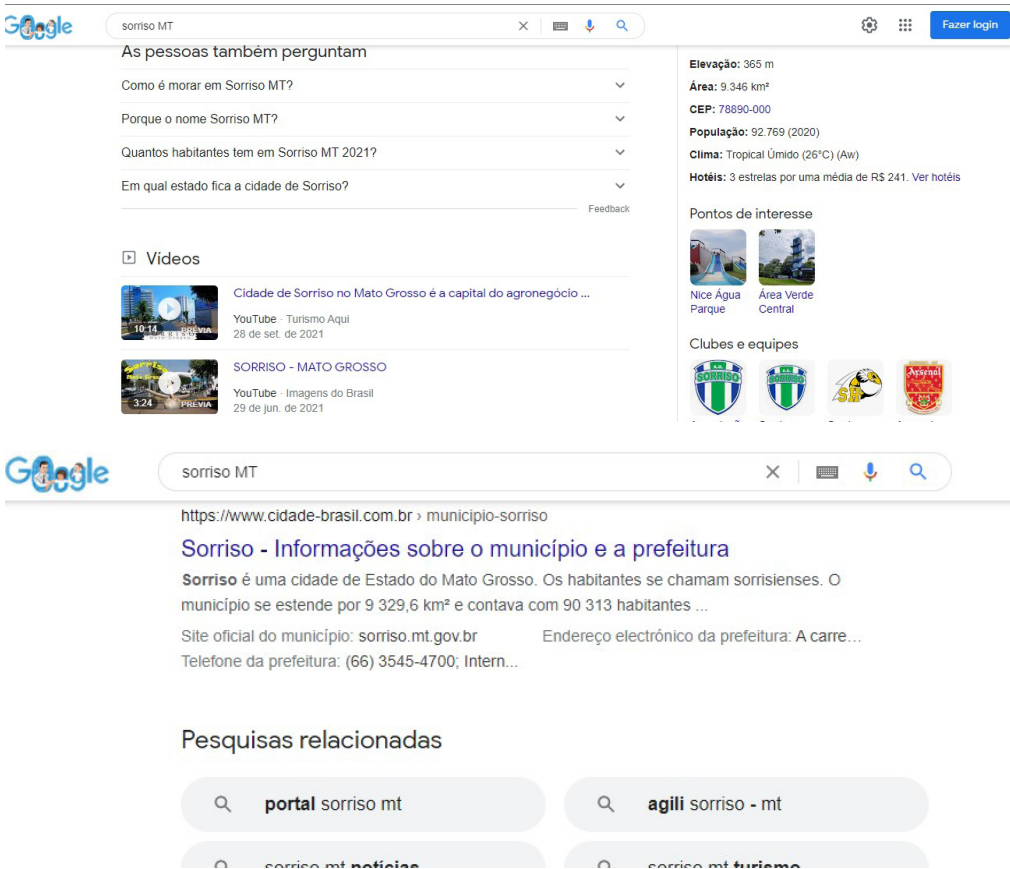 Google
sorriso MT
Fazer login
As pessoas também perguntam
Como é morar em Sorriso MT?
Porque o nome Sorriso MT?
Quantos habitantes tem em Sorriso MT 2021?
Em qual estado fica a cidade de Sorriso?
Feedback
Vídeos
10:14
PRÉVIA
Cidade de Sorriso no Mato Grosso é a capital do agronegócio ...
YouTube · Turismo Aqui
28 de set. de 2021
3:24
PRÉVIA
SORRISO - MATO GROSSO
YouTube · Imagens do Brasil
29 de jun. de 2021
Elevação: 365 m
Área: 9.346 km²
CEP: 78890-000
População: 92.769 (2020)
Clima: Tropical Úmido (26°C) (Aw)
Hotéis: 3 estrelas por uma média de R$ 241. Ver hotéis
Pontos de interesse
Nice Água
Parque
Área Verde
Central
Clubes e equipes
SORRISO
SORRISO
Arsenal
Google
sorriso MT
https://www.cidade-brasil.com.br › municipio-sorriso
Sorriso - Informações sobre o município e a prefeitura
Sorriso é uma cidade de Estado do Mato Grosso. Os habitantes se chamam sorrisienses. O
município se estende por 9 329,6 km² e contava com 90 313 habitantes ...
Site oficial do município: sorriso.mt.gov.br Endereço electrónico da prefeitura: A carre...
Telefone da prefeitura: (66) 3545-4700; Intern...
Pesquisas relacionadas
portal sorriso mt
agili sorriso - mt
sorriso mt notícias
sorriso mt turismo